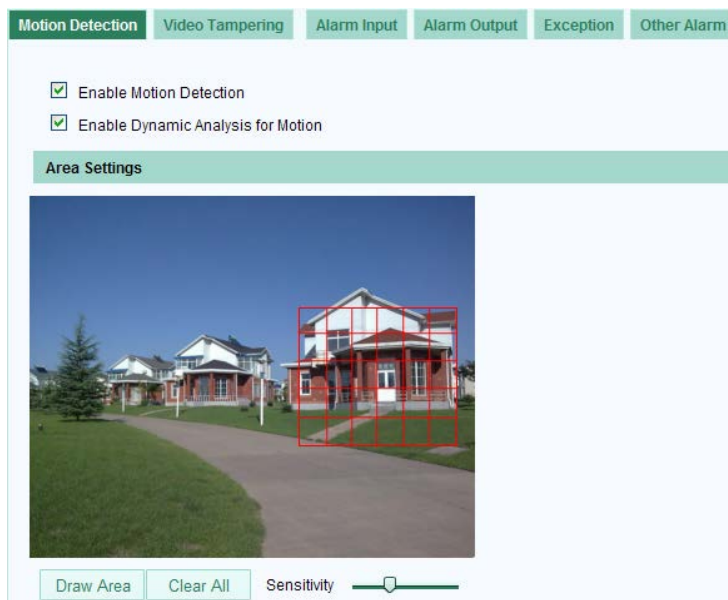 Motion Detection Video Tampering Alarm Input Alarm Output Exception Other Alarm
Enable Motion Detection
Enable Dynamic Analysis for Motion
Area Settings
Draw Area Clear All Sensitivity